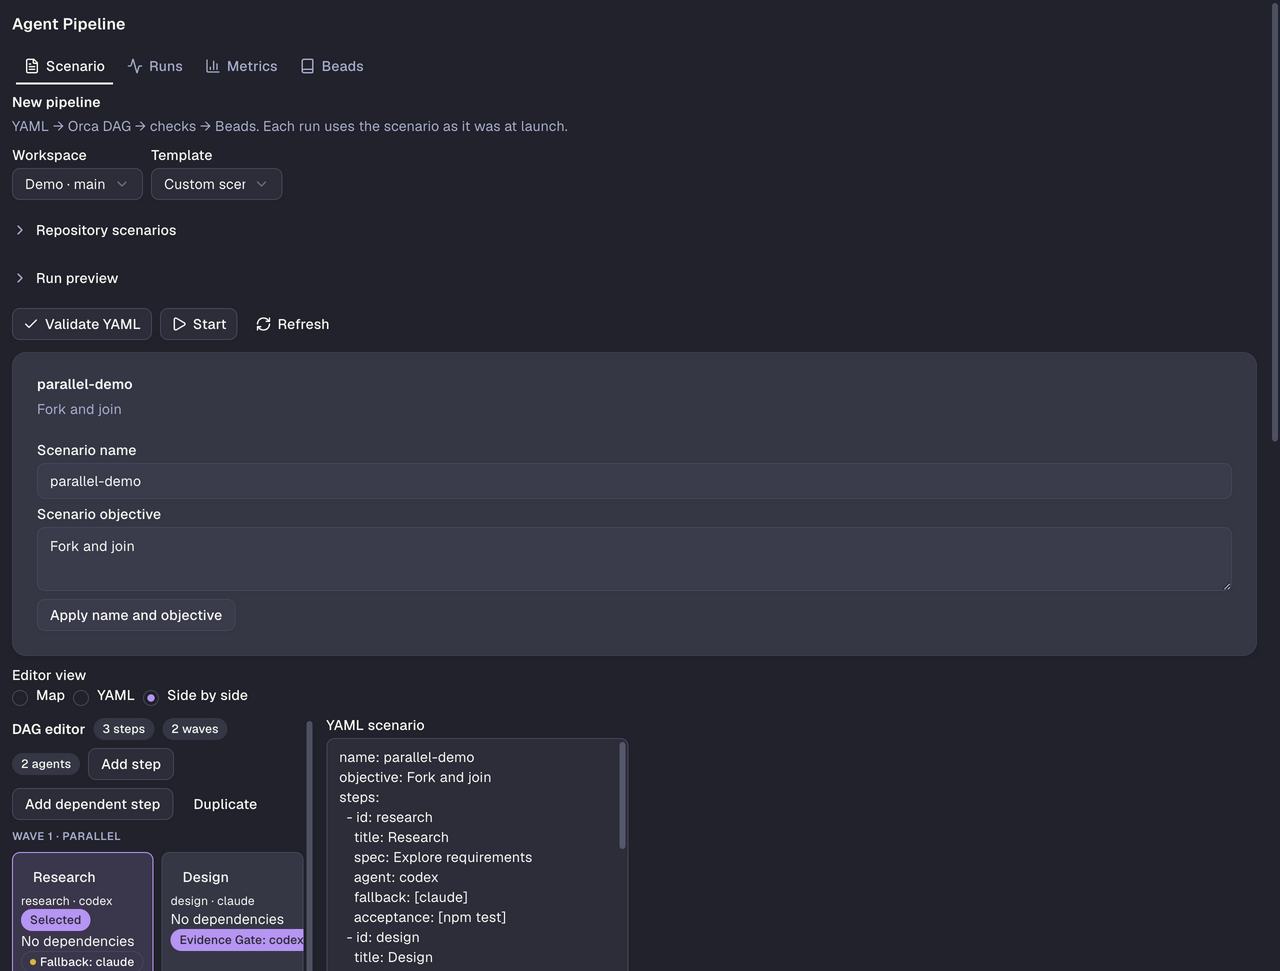 Agent Pipeline
Scenario Runs Metrics Beads
New pipeline
YAML → Orca DAG → checks → Beads. Each run uses the scenario as it was at launch.
Workspace Template
Demo · main Custom scer
Repository scenarios
Run preview
Validate YAML Start Refresh
parallel-demo
Fork and join
Scenario name
parallel-demo
Scenario objective
Fork and join
Apply name and objective
Editor view
Map YAML Side by side
DAG editor 3 steps 2 waves
2 agents Add step
Add dependent step Duplicate
WAVE 1 · PARALLEL
Research
research · codex
Selected
No dependencies
Fallback: claude
Design
design · claude
No dependencies
Evidence Gate: codex
YAML scenario
name: parallel-demo
objective: Fork and join
steps:
- id: research
title: Research
spec: Explore requirements
agent: codex
fallback: [claude]
acceptance: [npm test]
- id: design
title: Design